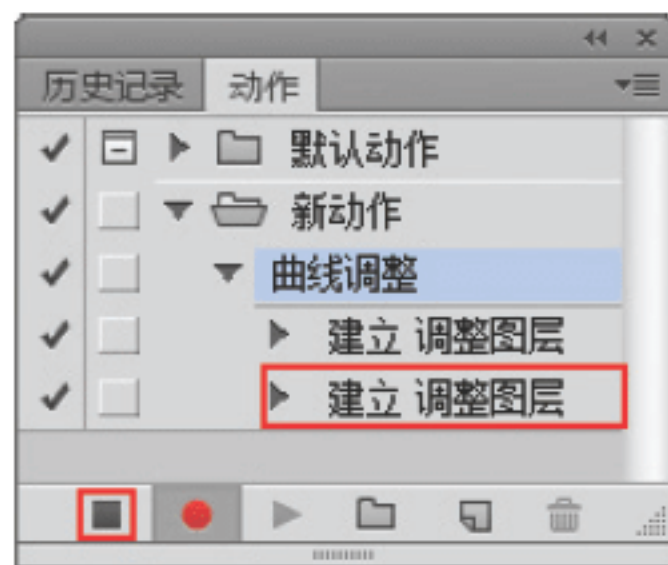 历史记录 动作
默认动作
新动作
曲线调整
建立 调整图层
建立 调整图层